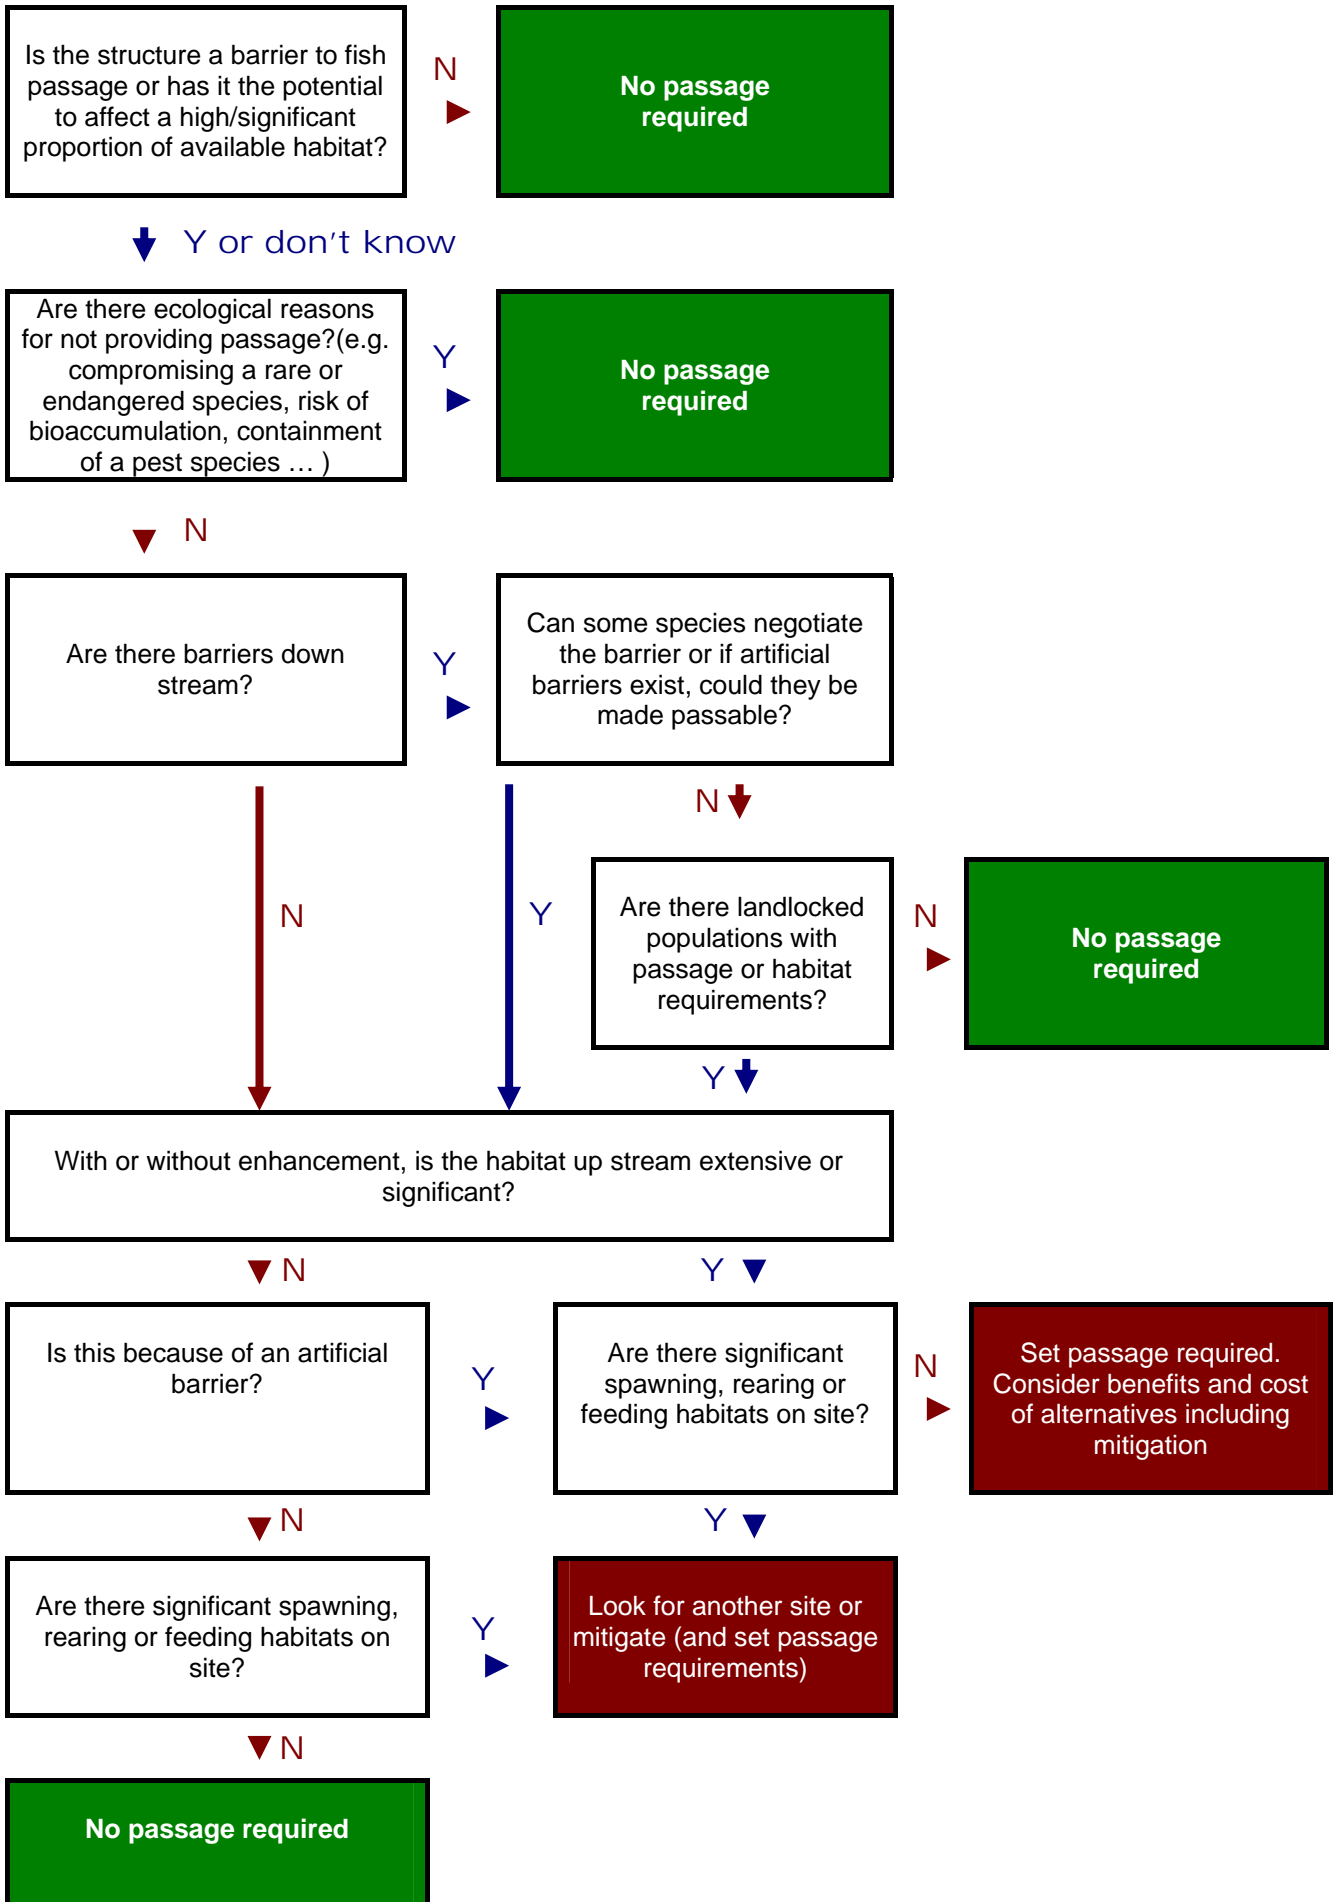 Is the structure a barrier to fish
passage or has it the potential
to affect a high/significant
proportion of available habitat?
N
No passage
required
Y or don't know
Are there ecological reasons
for not providing passage?(e.g.
compromising a rare or
endangered species, risk of
bioaccumulation, containment
of a pest species … )
Y
No passage
required
N
Are there barriers down
stream?
Y
Can some species negotiate
the barrier or if artificial
barriers exist, could they be
made passable?
N
N
Y
Are there landlocked
populations with
passage or habitat
requirements?
N
No passage
required
Y
With or without enhancement, is the habitat up stream extensive or
significant?
N
Y
Is this because of an artificial
barrier?
Y
Are there significant
spawning, rearing or
feeding habitats on site?
N
Set passage required.
Consider benefits and cost
of alternatives including
mitigation
N
Y
Are there significant spawning,
rearing or feeding habitats on
site?
Y
Look for another site or
mitigate (and set passage
requirements)
N
No passage required